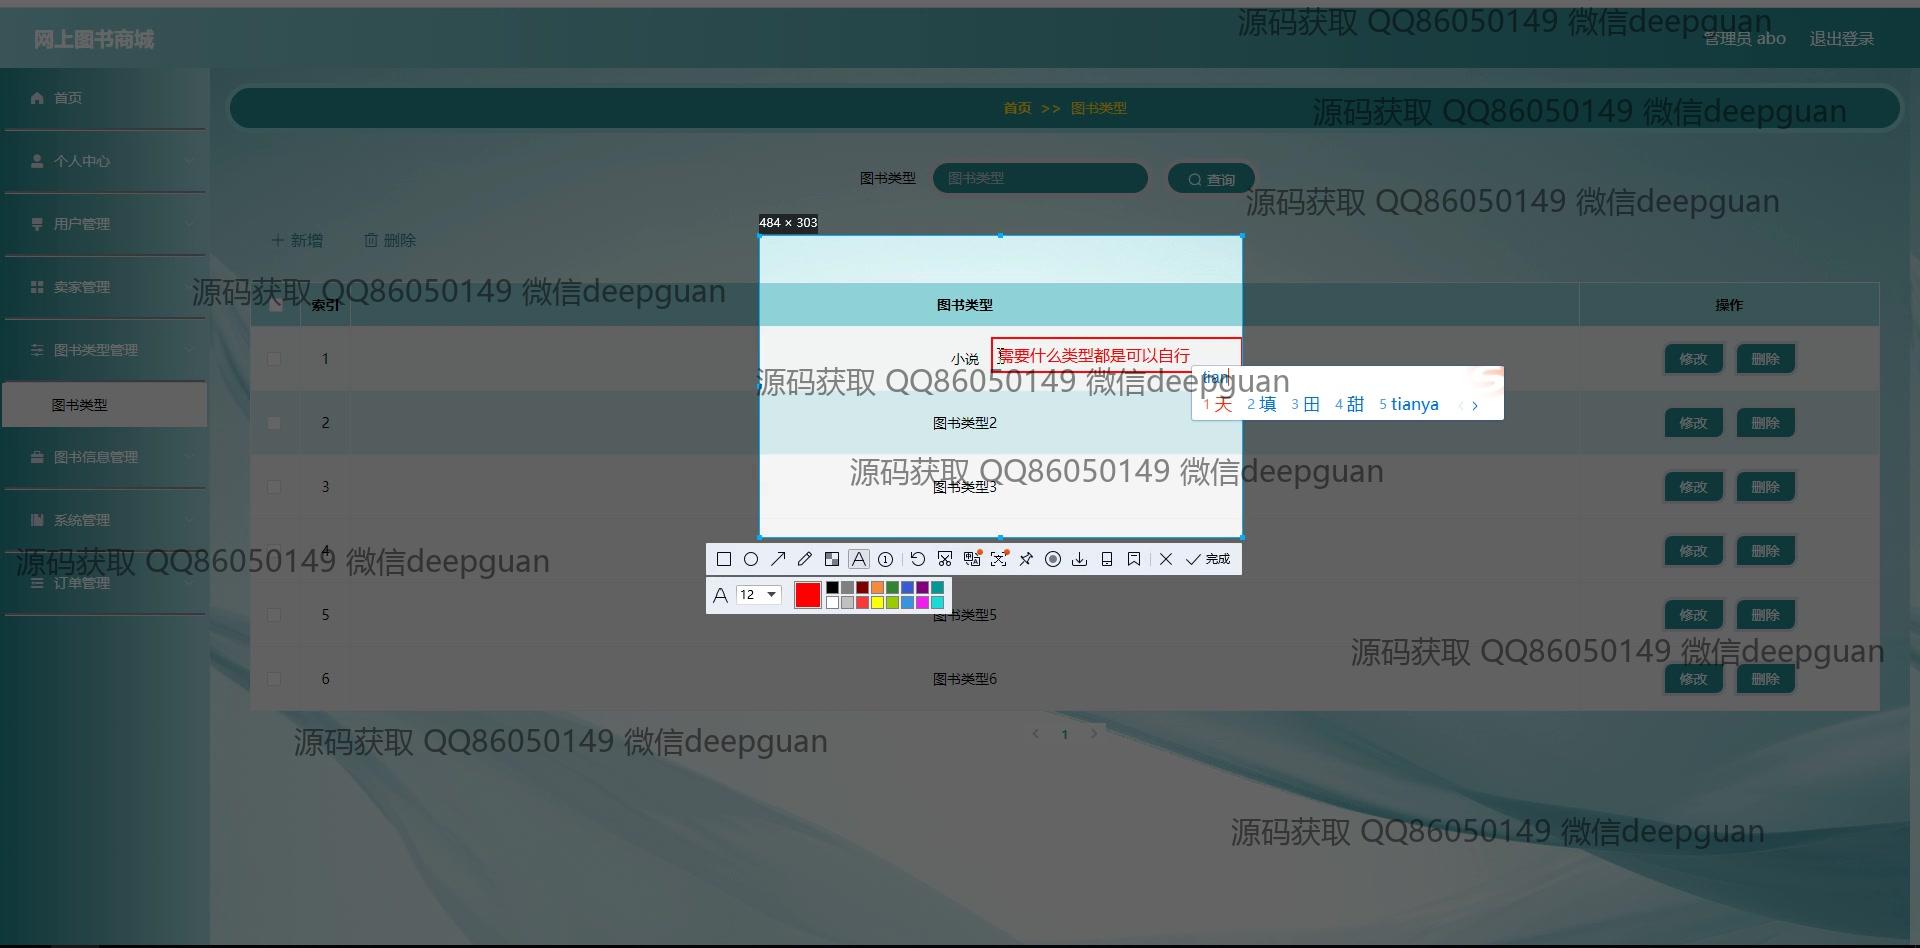 源码获取 QQ86050149 微信deepguan
网上图书商城
管理员 abo
退出登录
首页
首页 >> 图书类型
源码获取 QQ86050149 微信deepguan
个人中心
图书类型
图书类型
查询
源码获取 QQ86050149 微信deepguan
用户管理
484 × 303
新增
删除
卖家管理
源码获取 QQ86050149 微信deepguan
索引
图书类型
操作
图书类型管理
1
小说
需要什么类型都是可以自行
修改
删除
tian
源码获取 QQ86050149 微信deepguan
1 天 2 填 3 田 4 甜 5 tianya
图书类型
2
图书类型2
修改
删除
图书信息管理
源码获取 QQ86050149 微信deepguan
3
图书类型3
修改
删除
系统管理
4
修改
删除
源码获取 QQ86050149 微信deepguan
完成
订单管理
A 12
5
图书类型5
修改
删除
源码获取 QQ86050149 微信deepguan
6
图书类型6
修改
删除
1
源码获取 QQ86050149 微信deepguan
源码获取 QQ86050149 微信deepguan